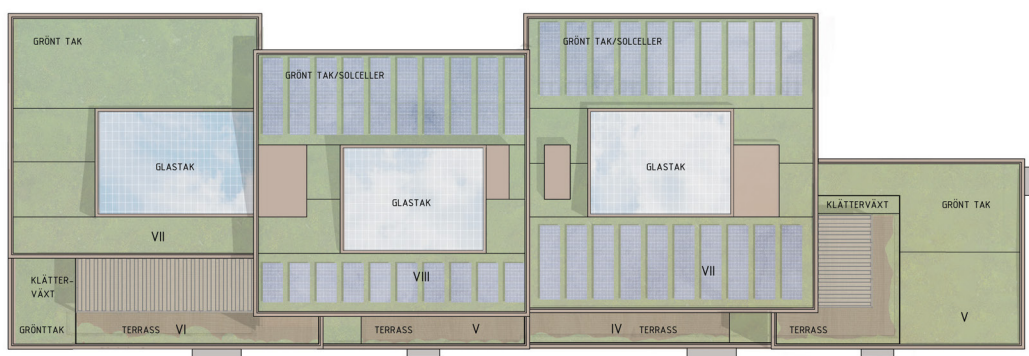 GRÖNT TAK
GRÖNT TAK/SOLCELLER
GRÖNT TAK/SOLCELLER
GLASTAK
GLASTAK
GLASTAK
KLÄTTERVÄXT
GRÖNT TAK
VII
VIII
VII
KLÄTTER-
VÄXT
GRÖNTTAK
TERRASS VI
TERRASS V
IV TERRASS
TERRASS
V